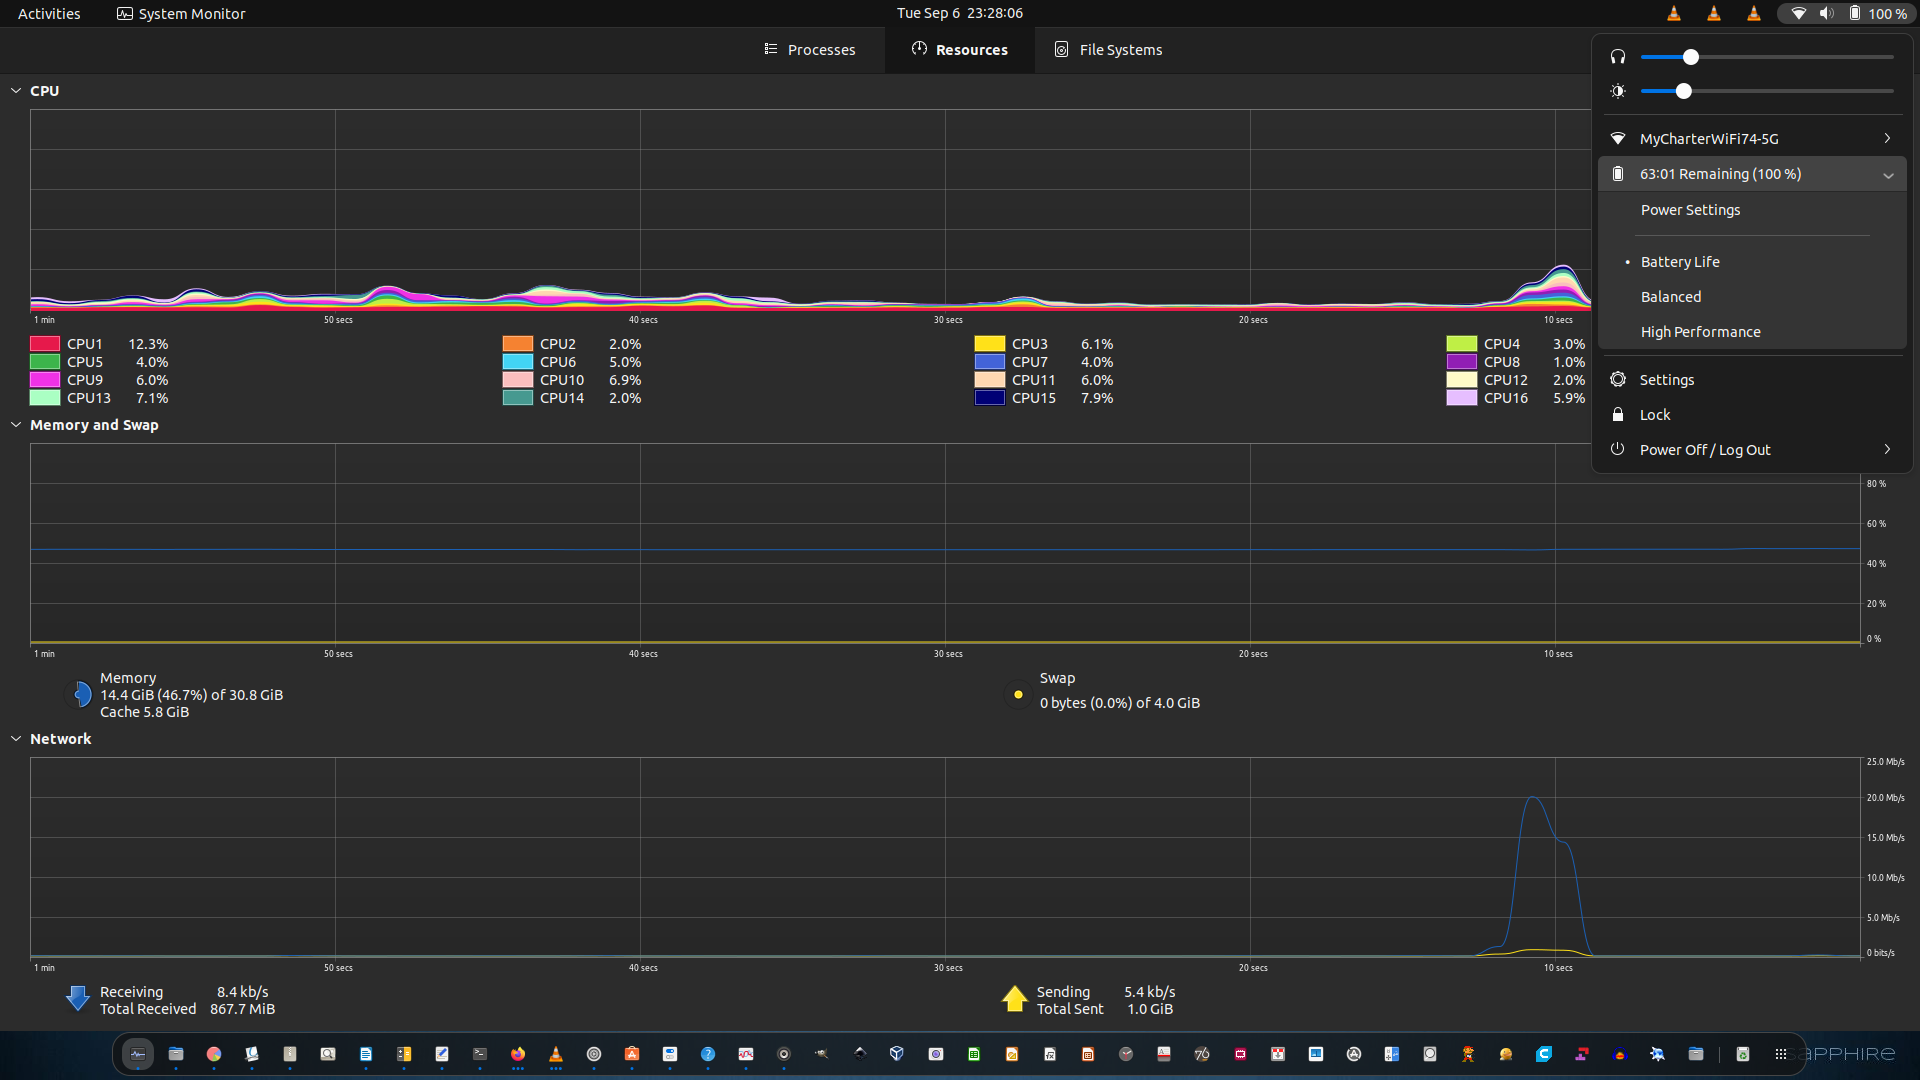 Activities System Monitor Tue Sep 6 23:28:06 100 %
Processes Resources File Systems
CPU
1 min 50 secs 40 secs 30 secs 20 secs 10 secs
CPU1 12.3% CPU2 2.0% CPU3 6.1% CPU4 3.0%
CPU5 4.0% CPU6 5.0% CPU7 4.0% CPU8 1.0%
CPU9 6.0% CPU10 6.9% CPU11 6.0% CPU12 2.0%
CPU13 7.1% CPU14 2.0% CPU15 7.9% CPU16 5.9%
MyCharterWiFi74-5G
63:01 Remaining (100 %)
Power Settings
Battery Life
Balanced
High Performance
Settings
Lock
Power Off / Log Out
Memory and Swap
80 %
60 %
40 %
20 %
0 %
1 min 50 secs 40 secs 30 secs 20 secs 10 secs
Memory
14.4 GiB (46.7%) of 30.8 GiB
Cache 5.8 GiB
Swap
0 bytes (0.0%) of 4.0 GiB
Network
25.0 Mb/s
20.0 Mb/s
15.0 Mb/s
10.0 Mb/s
5.0 Mb/s
0 bits/s
1 min 50 secs 40 secs 30 secs 20 secs 10 secs
Receiving 8.4 kb/s
Total Received 867.7 MiB
Sending 5.4 kb/s
Total Sent 1.0 GiB
76
SAPPHIRE